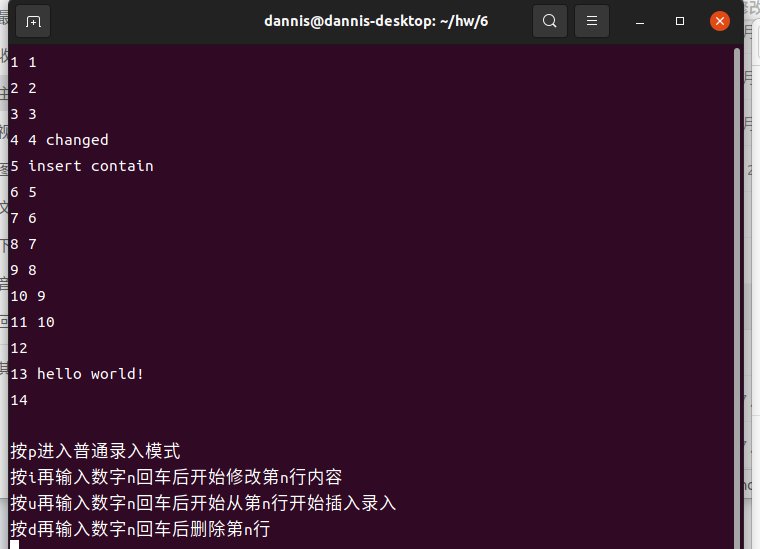 dannis@dannis-desktop: ~/hw/6
1 1
2 2
3 3
4 4 changed
5 insert contain
6 5
7 6
8 7
9 8
10 9
11 10
12
13 hello world!
14
按p进入普通录入模式
按i再输入数字n回车后开始修改第n行内容
按u再输入数字n回车后开始从第n行开始插入录入
按d再输入数字n回车后删除第n行